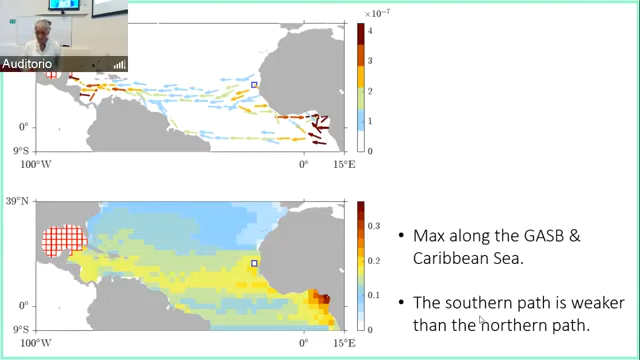 Auditorio
×10⁻⁷
4
3
2
1
0
0°
9°S
100°W
0°
15°E
39°N
0.3
0.2
0.1
0
0°
9°S
100°W
0°
15°E
• Max along the GASB &
Caribbean Sea.
• The southern path is weaker
than the northern path.